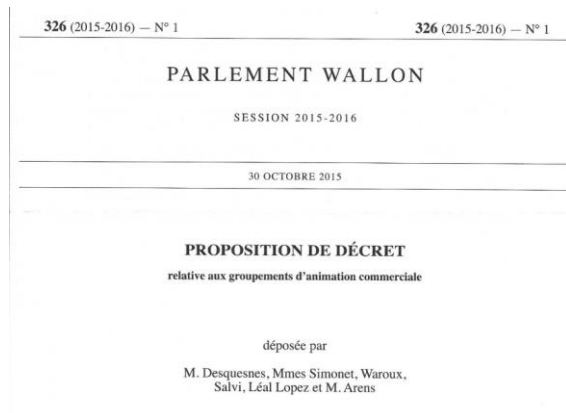 326 (2015-2016) — N° 1 326 (2015-2016) — N° 1
PARLEMENT WALLON
SESSION 2015-2016
30 OCTOBRE 2015
PROPOSITION DE DÉCRET
relative aux groupements d'animation commerciale
déposée par
M. Desquesnes, Mmes Simonet, Waroux,
Salvi, Léal Lopez et M. Arens